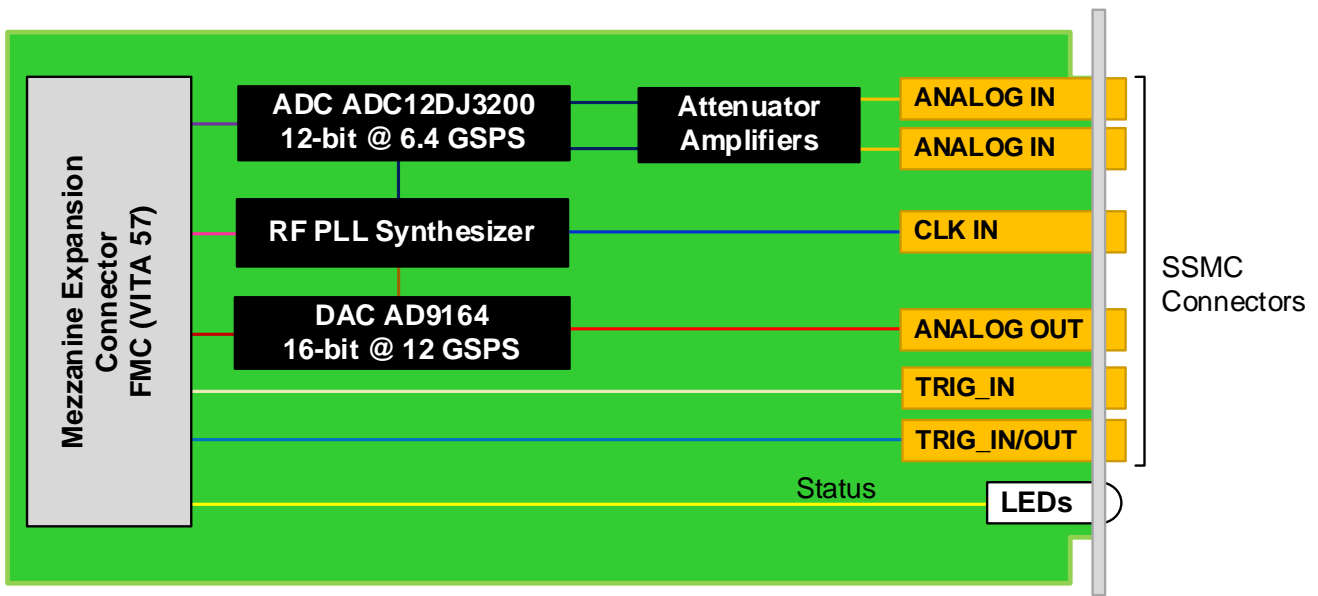 Mezzanine Expansion
Connector
FMC (VITA 57)
ADC ADC12DJ3200
12-bit @ 6.4 GSPS
Attenuator
Amplifiers
ANALOG IN
ANALOG IN
RF PLL Synthesizer
CLK IN
DAC AD9164
16-bit @ 12 GSPS
ANALOG OUT
TRIG_IN
TRIG_IN/OUT
Status
LEDs
SSMC
Connectors